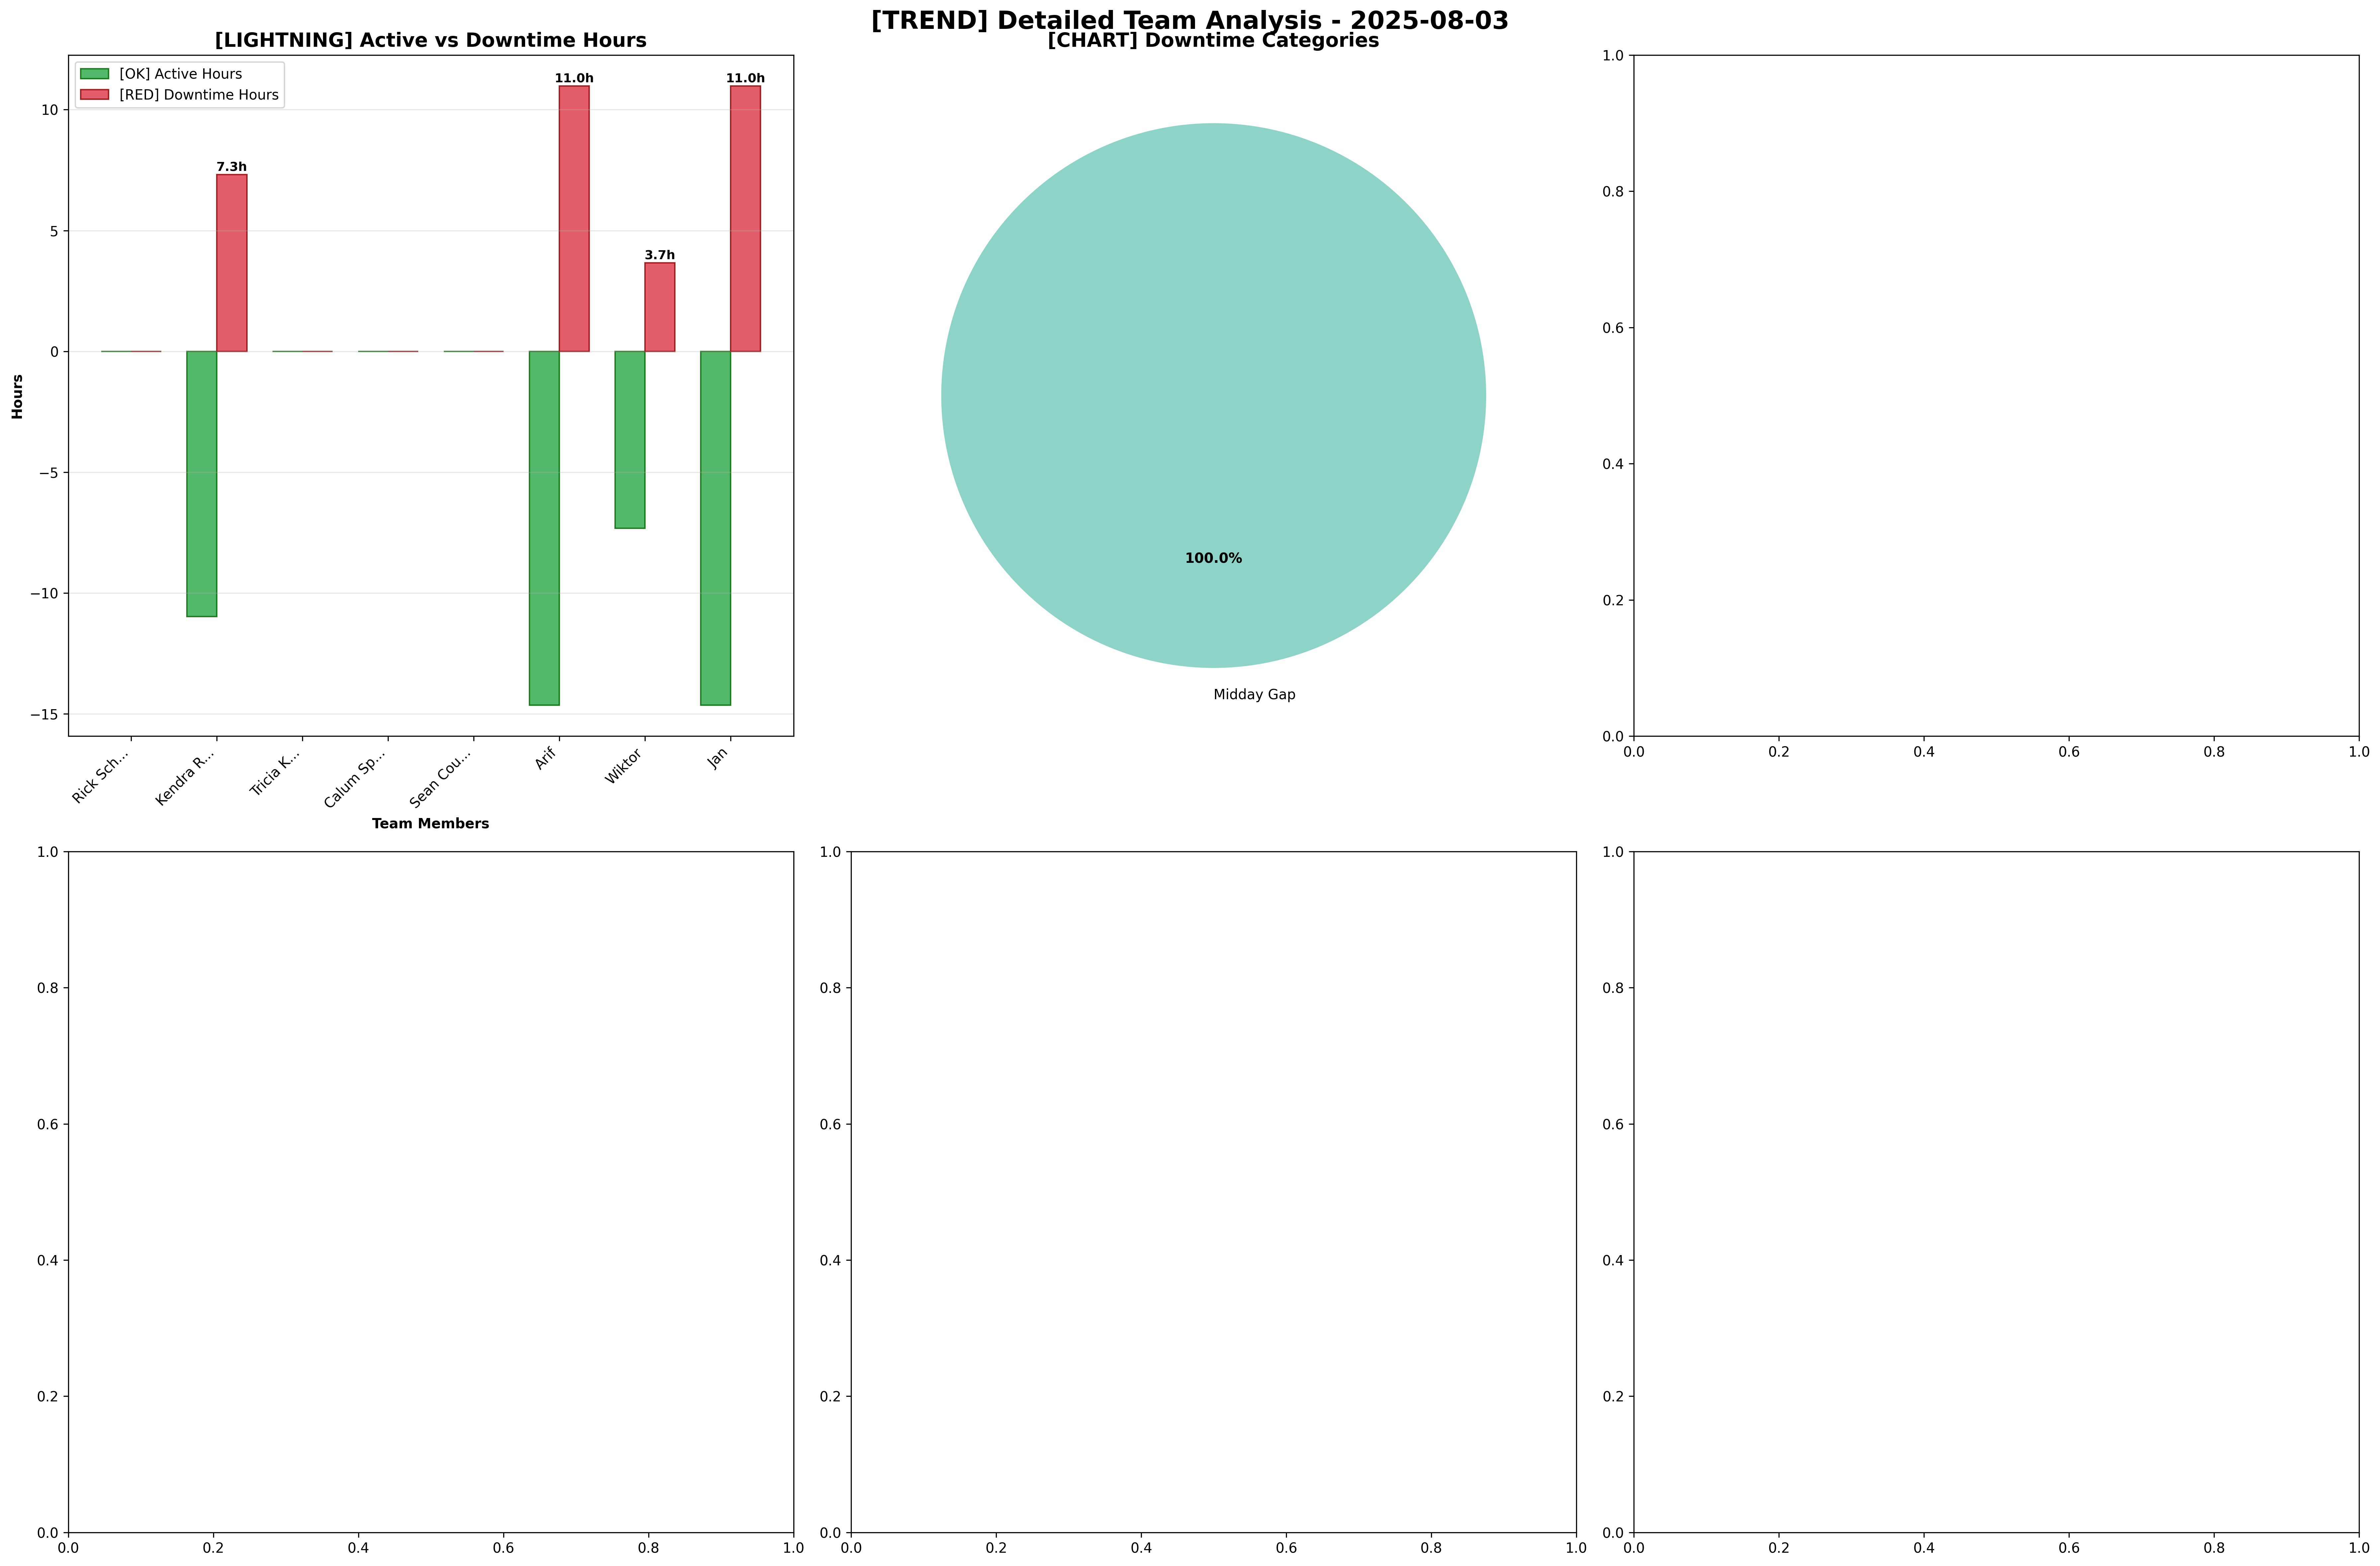 [TREND] Detailed Team Analysis - 2025-08-03
[LIGHTNING] Active vs Downtime Hours
[OK] Active Hours
[RED] Downtime Hours
11.0h
11.0h
7.3h
3.7h
10
5
0
−5
−10
−15
Hours
Rick Sch...
Kendra R...
Tricia K...
Calum Sp...
Sean Cou...
Arif
Wiktor
Jan
Team Members
[CHART] Downtime Categories
100.0%
Midday Gap
1.0
0.8
0.6
0.4
0.2
0.0
0.0 0.2 0.4 0.6 0.8 1.0
1.0
0.8
0.6
0.4
0.2
0.0
0.0 0.2 0.4 0.6 0.8 1.0
1.0
0.8
0.6
0.4
0.2
0.0
0.0 0.2 0.4 0.6 0.8 1.0
1.0
0.8
0.6
0.4
0.2
0.0
0.0 0.2 0.4 0.6 0.8 1.0